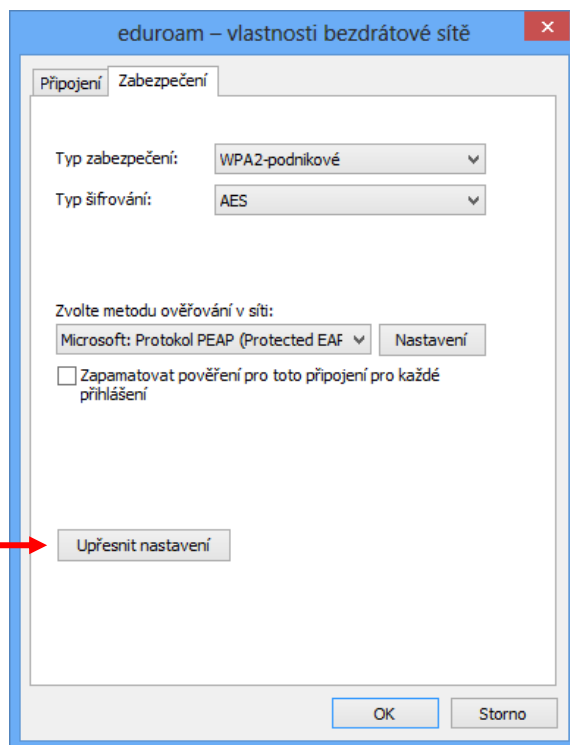 eduroam – vlastnosti bezdrátové sítě
Připojení
Zabezpečení
Typ zabezpečení:
WPA2-podnikové
Typ šifrování:
AES
Zvolte metodu ověřování v síti:
Microsoft: Protokol PEAP (Protected EAP
Nastavení
Zapamatovat pověření pro toto připojení pro každé
přihlášení
Upřesnit nastavení
OK
Storno